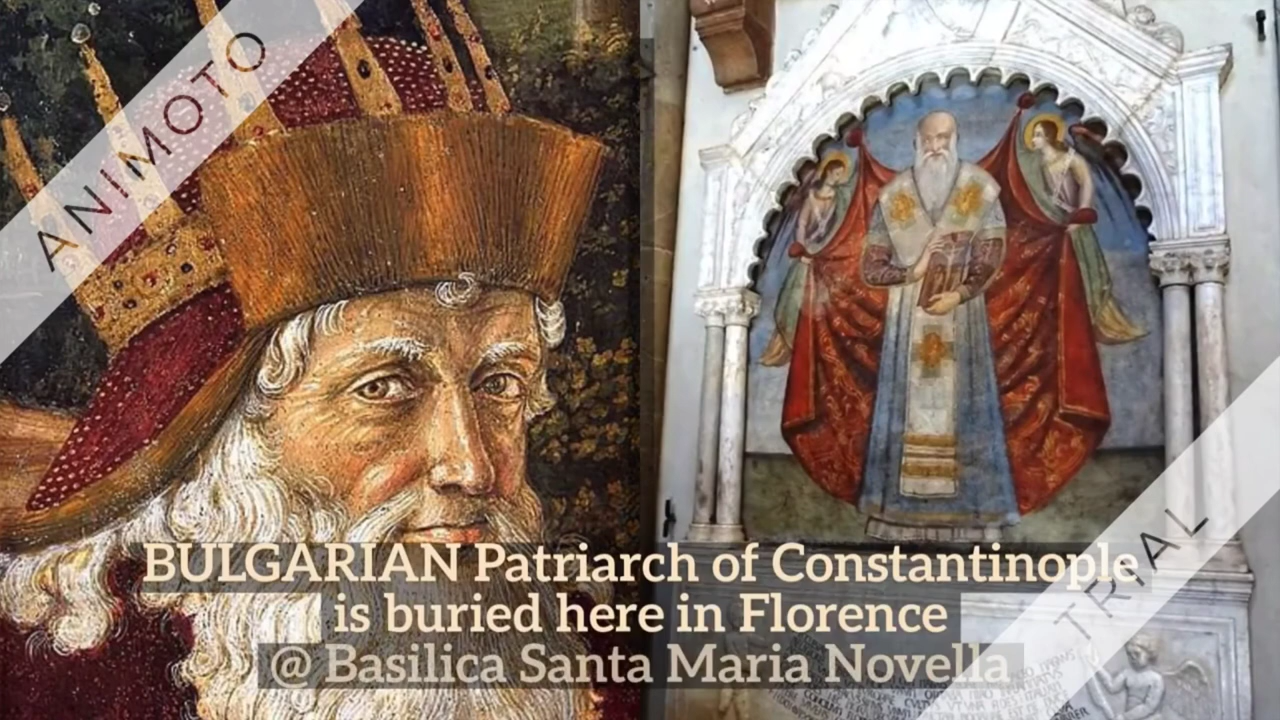 ANIMOTO
BULGARIAN Patriarch of Constantinople
is buried here in Florence
@ Basilica Santa Maria Novella
TRIAL